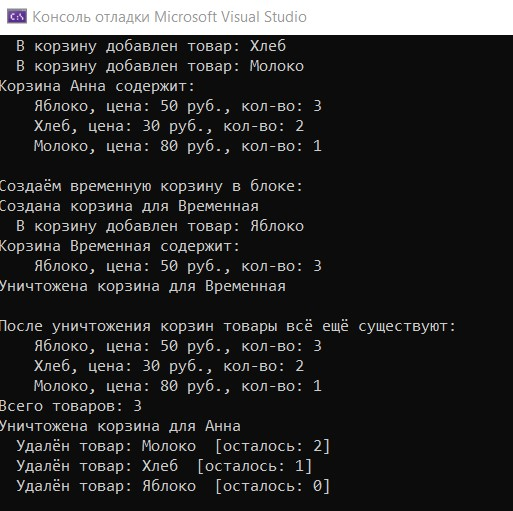 C:\ Консоль отладки Microsoft Visual Studio
В корзину добавлен товар: Хлеб
В корзину добавлен товар: Молоко
Корзина Анна содержит:
Яблоко, цена: 50 руб., кол-во: 3
Хлеб, цена: 30 руб., кол-во: 2
Молоко, цена: 80 руб., кол-во: 1
Создаём временную корзину в блоке:
Создана корзина для Временная
В корзину добавлен товар: Яблоко
Корзина Временная содержит:
Яблоко, цена: 50 руб., кол-во: 3
Уничтожена корзина для Временная
После уничтожения корзин товары всё ещё существуют:
Яблоко, цена: 50 руб., кол-во: 3
Хлеб, цена: 30 руб., кол-во: 2
Молоко, цена: 80 руб., кол-во: 1
Всего товаров: 3
Уничтожена корзина для Анна
Удалён товар: Молоко  [осталось: 2]
Удалён товар: Хлеб  [осталось: 1]
Удалён товар: Яблоко  [осталось: 0]